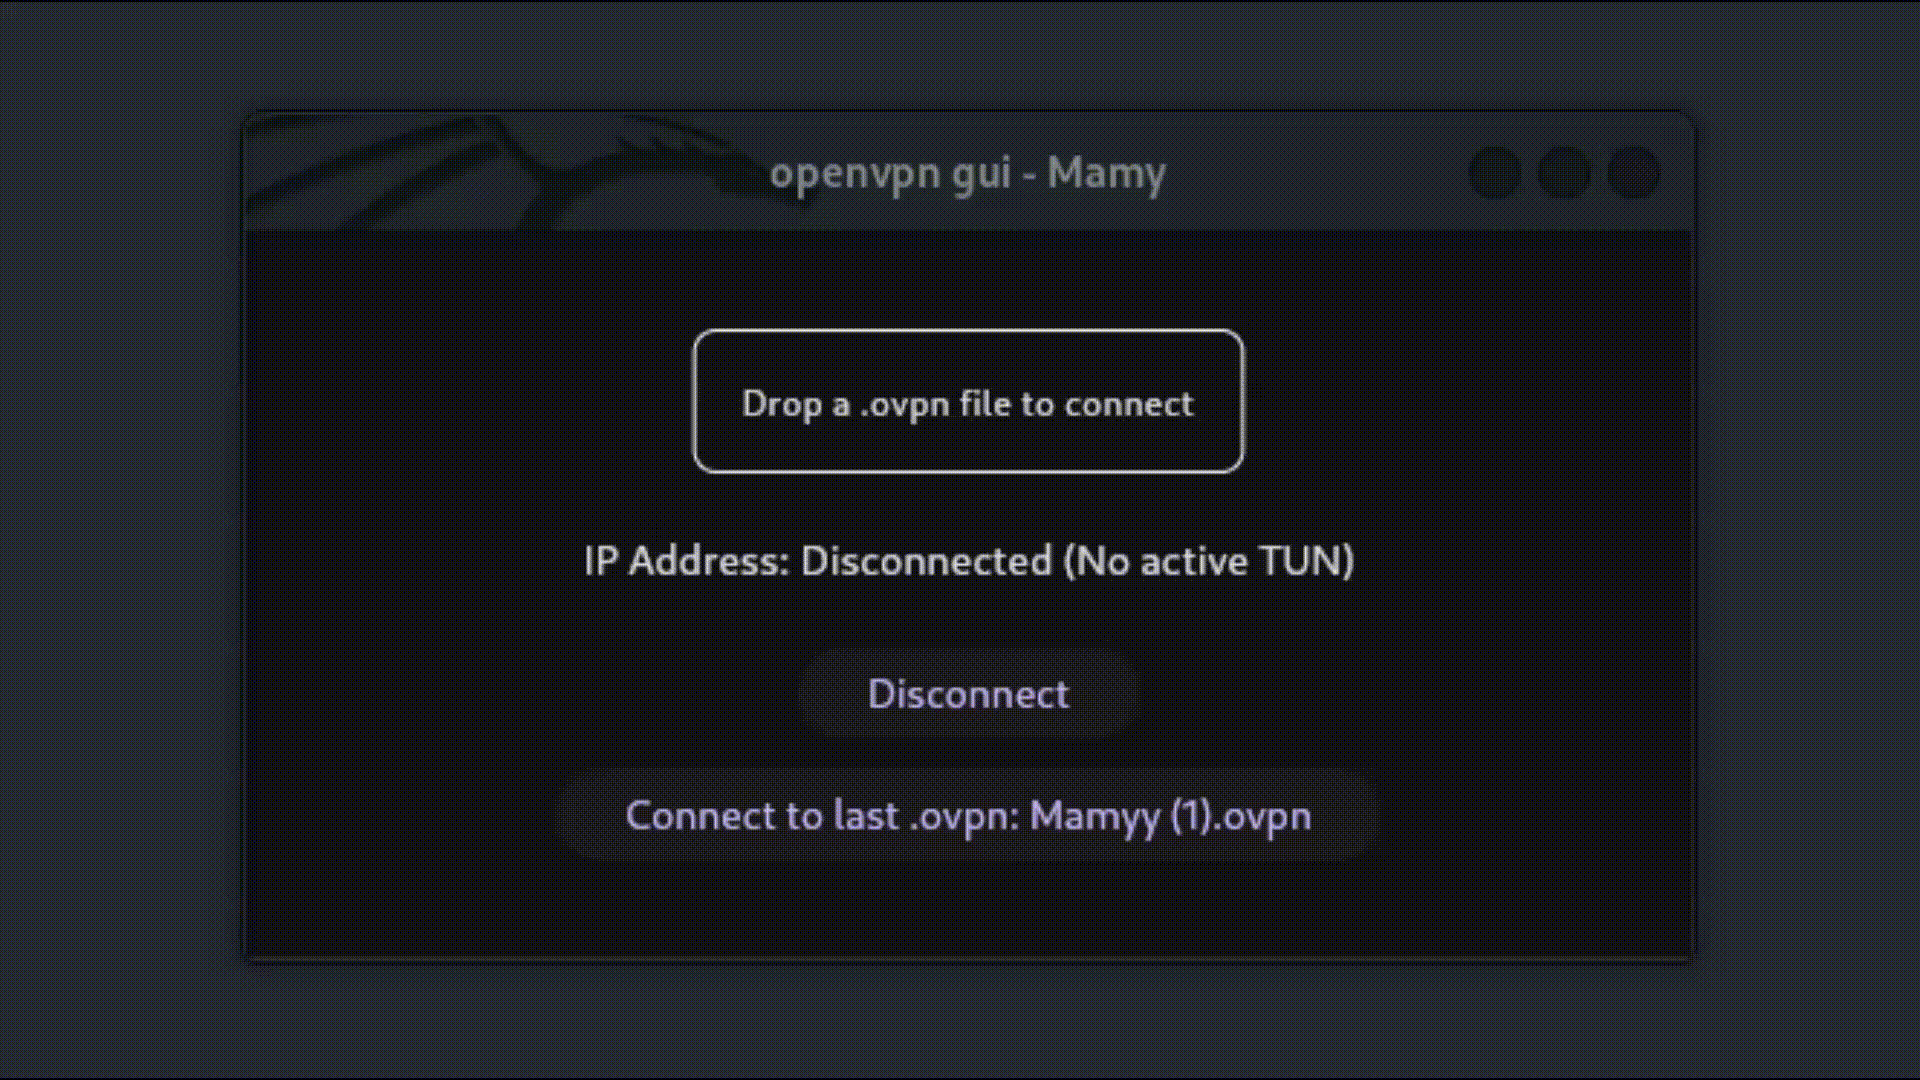 openvpn gui - Mamy
Drop a .ovpn file to connect
IP Address: Disconnected (No active TUN)
Disconnect
Connect to last .ovpn: Mamyy (1).ovpn